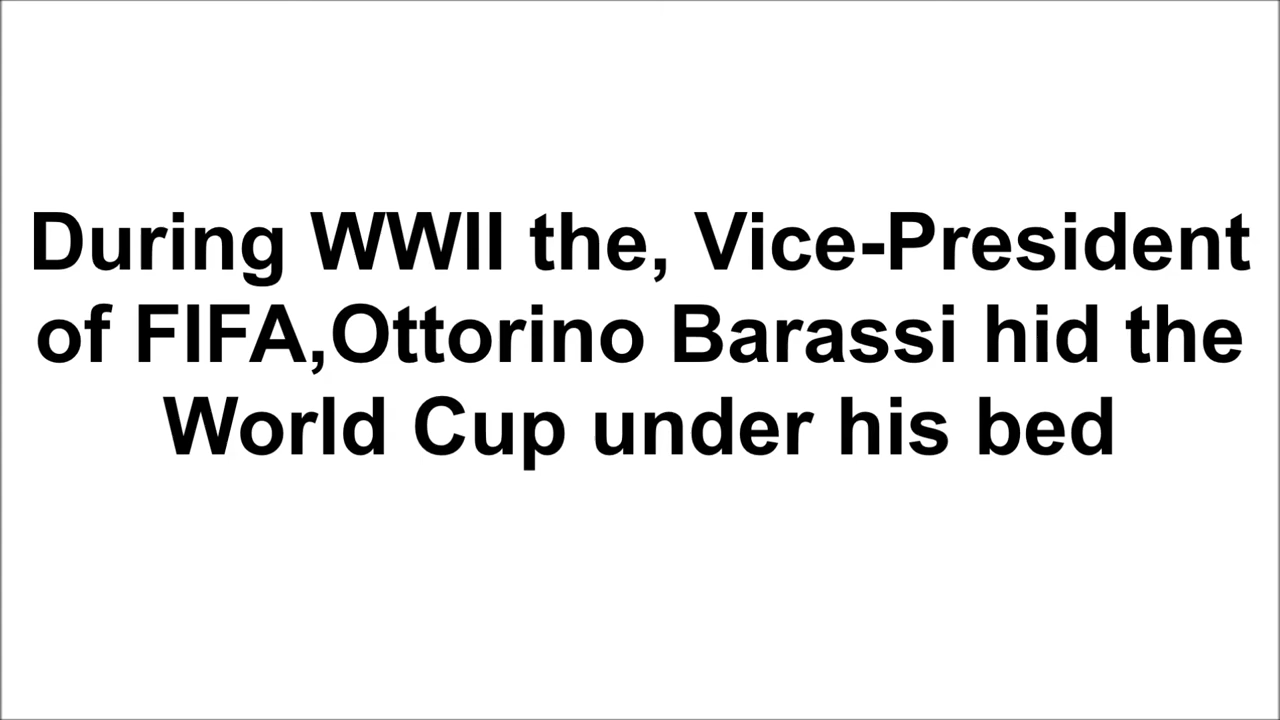 During WWII the, Vice-President
of FIFA,Ottorino Barassi hid the
World Cup under his bed